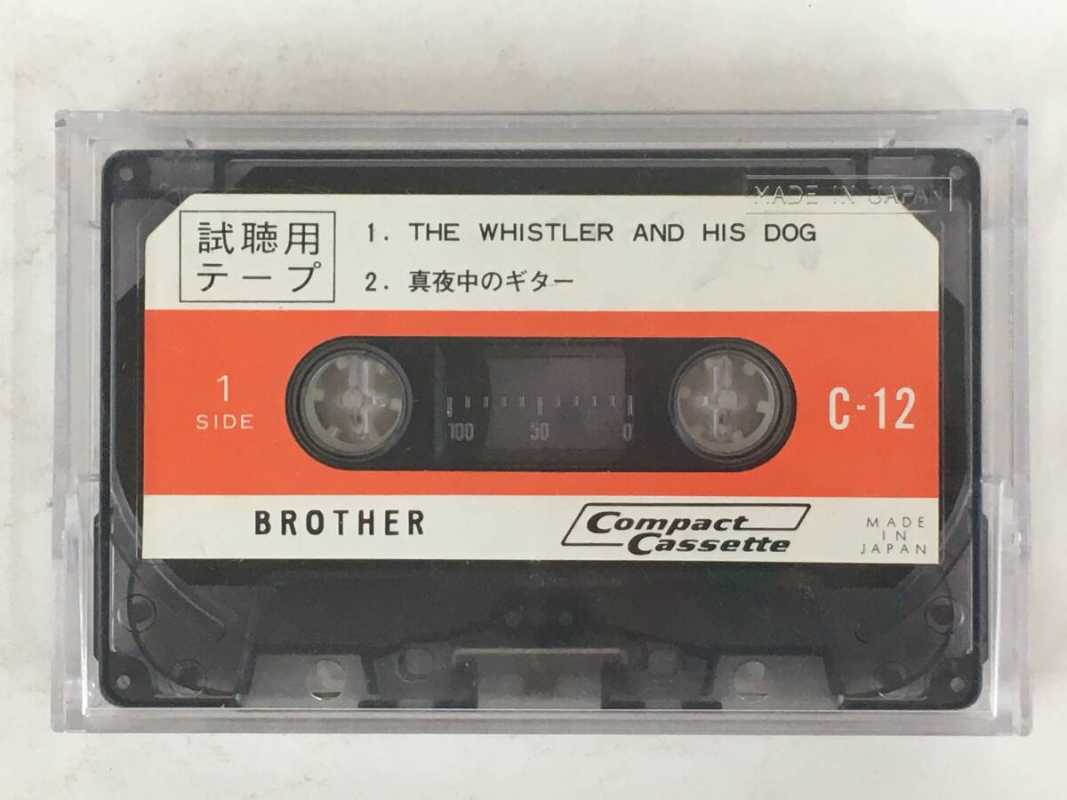 MADE IN JAPAN
試聴用
テープ
1. THE WHISTLER AND HIS DOG
2. 真夜中のギター
1
SIDE
100 50 0
C-12
BROTHER
Compact
Cassette
MADE
IN
JAPAN